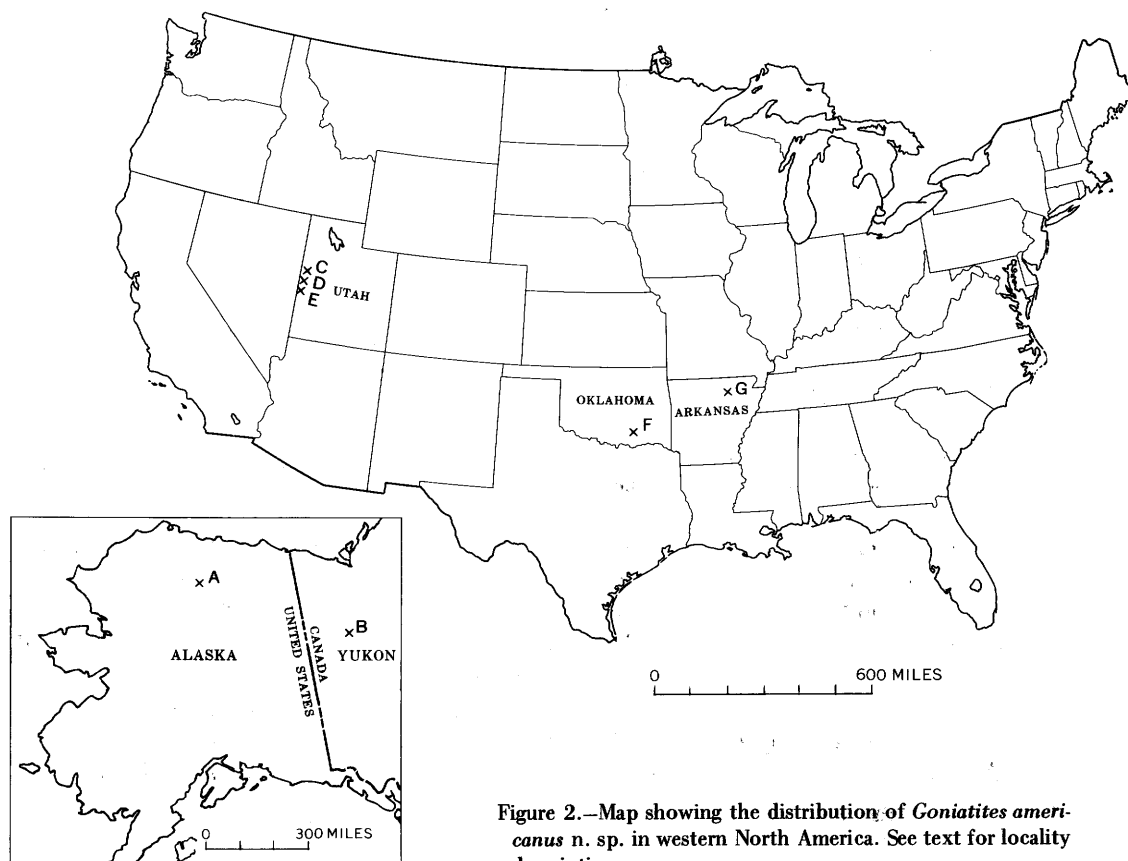 C
D
UTAH
E
OKLAHOMA
G
ARKANSAS
F
0 600 MILES
A
B
ALASKA
CANADA
UNITED STATES
YUKON
0 300 MILES
Figure 2.—Map showing the distribution of Goniatites ameri-
canus n. sp. in western North America. See text for locality